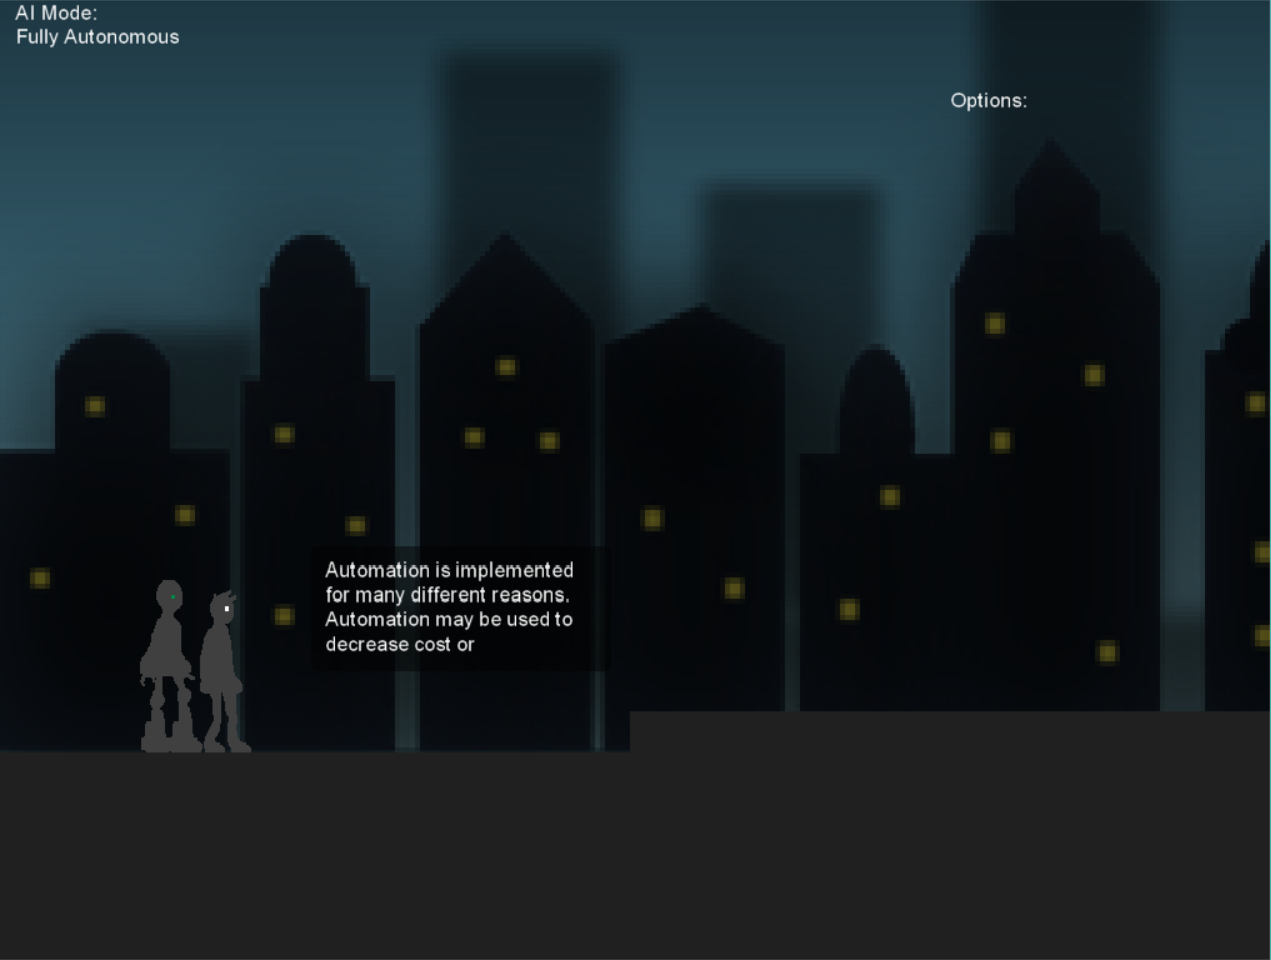 AI Mode:
Fully Autonomous
Options:
Automation is implemented
for many different reasons.
Automation may be used to
decrease cost or